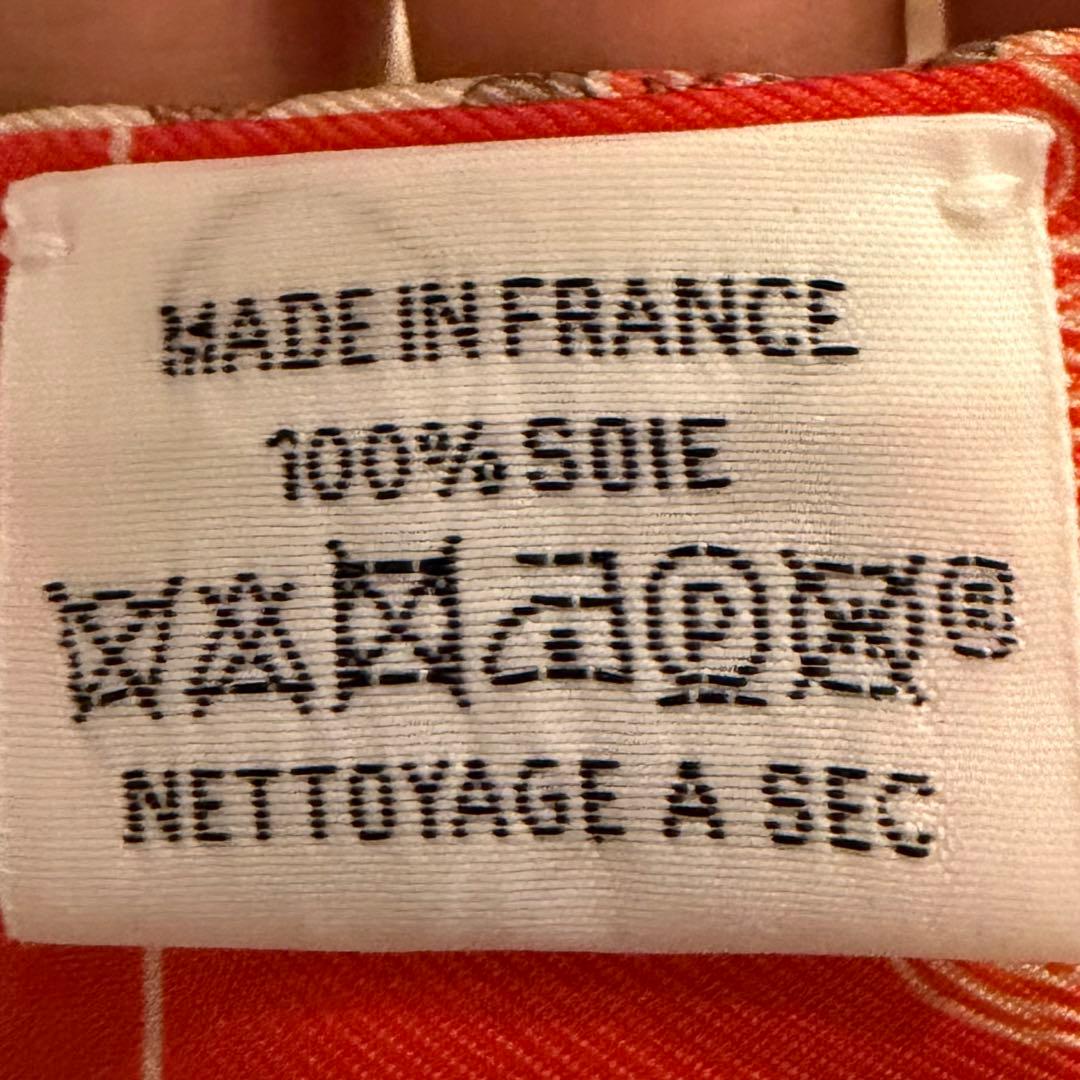 MADE IN FRANCE
100% SOIE
P ®
NETTOYAGE A SEC